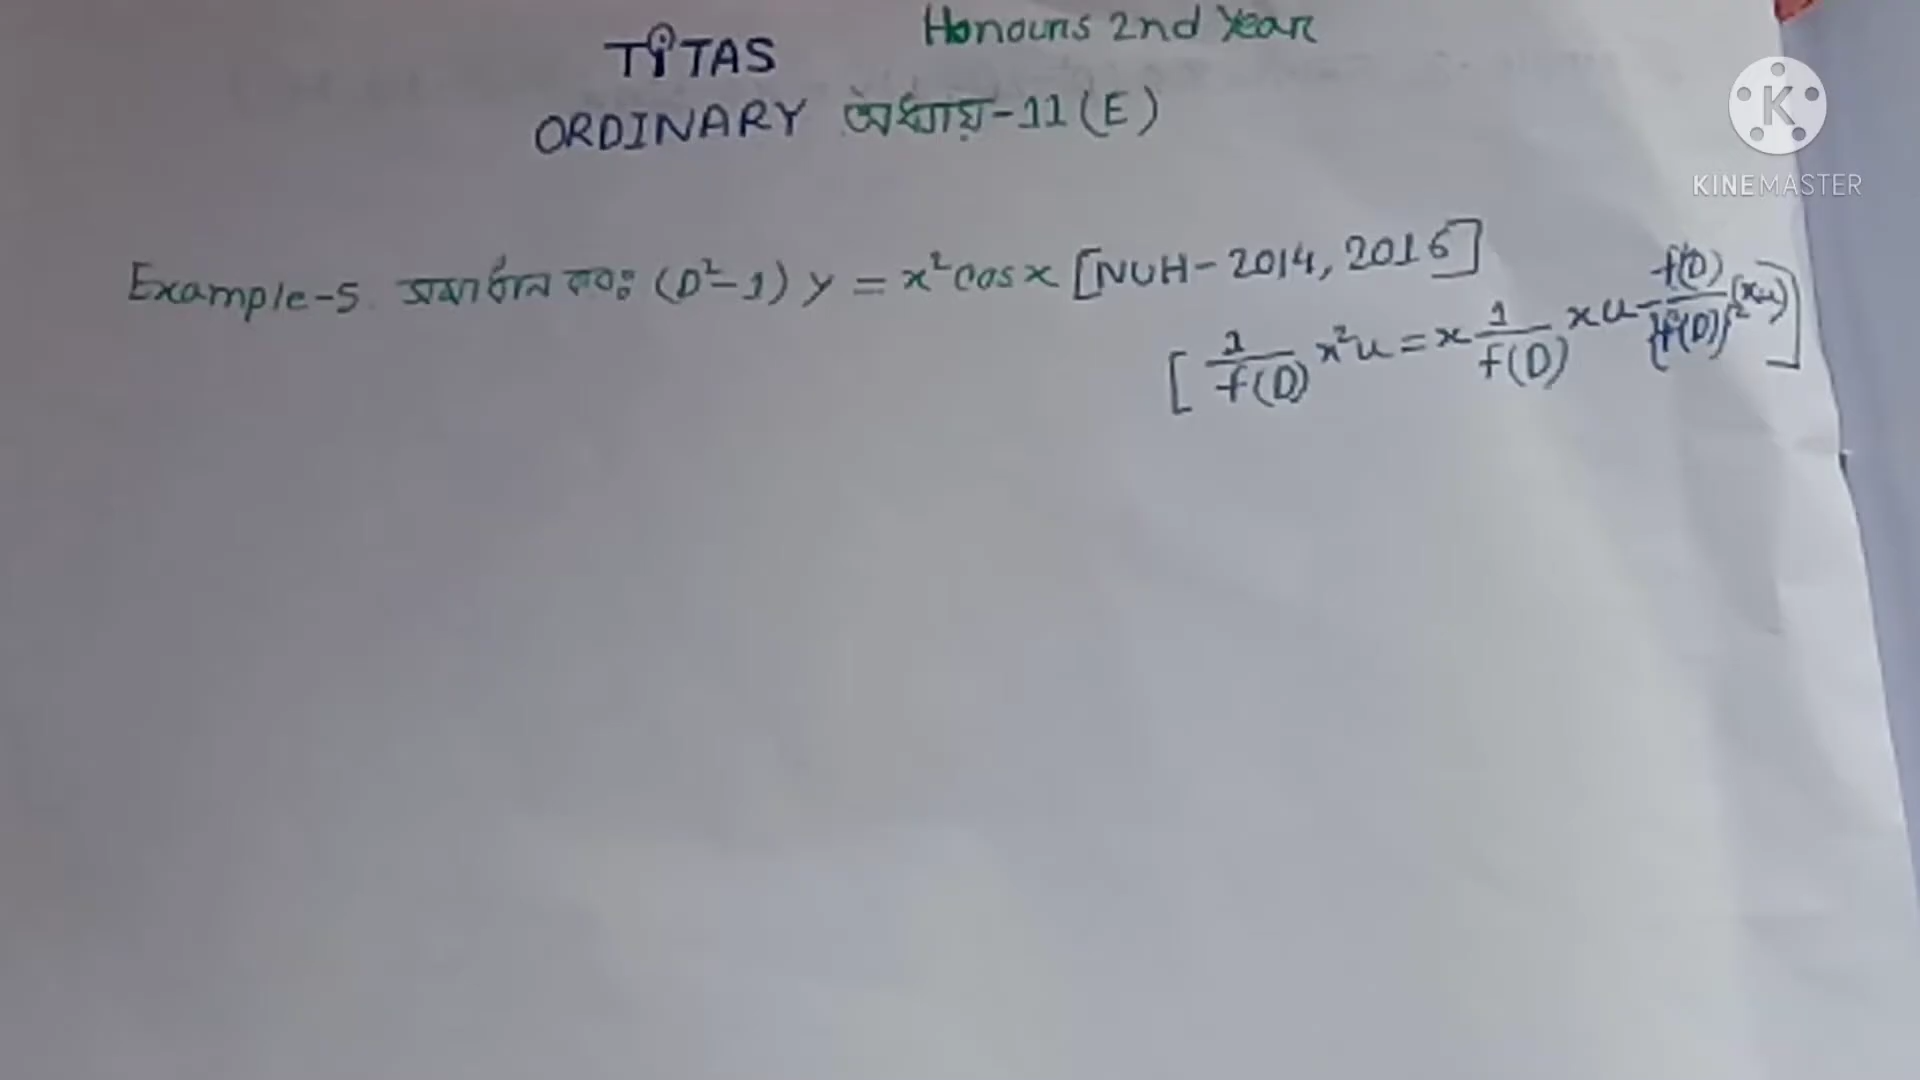 Honours 2nd Year
TiTAS
ORDINARY অধ্যায়-11(E)
KINEMASTER
Example-5. সমাধান কর: (D²-1) y = x² cos x [NUH-2014, 2016]
[ 1/f(D) x²u = x 1/f(D) xu - f'(D)/{f(D)}² (xu) ]